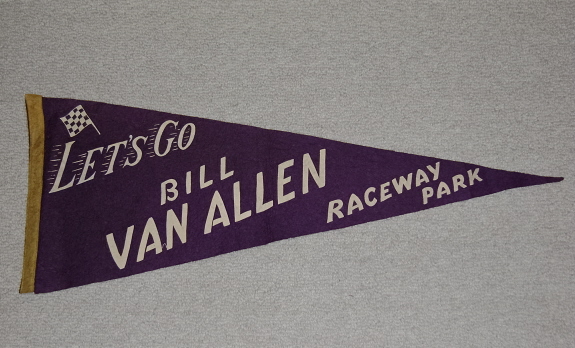 LET'S GO
BILL
VAN ALLEN
RACEWAY
PARK